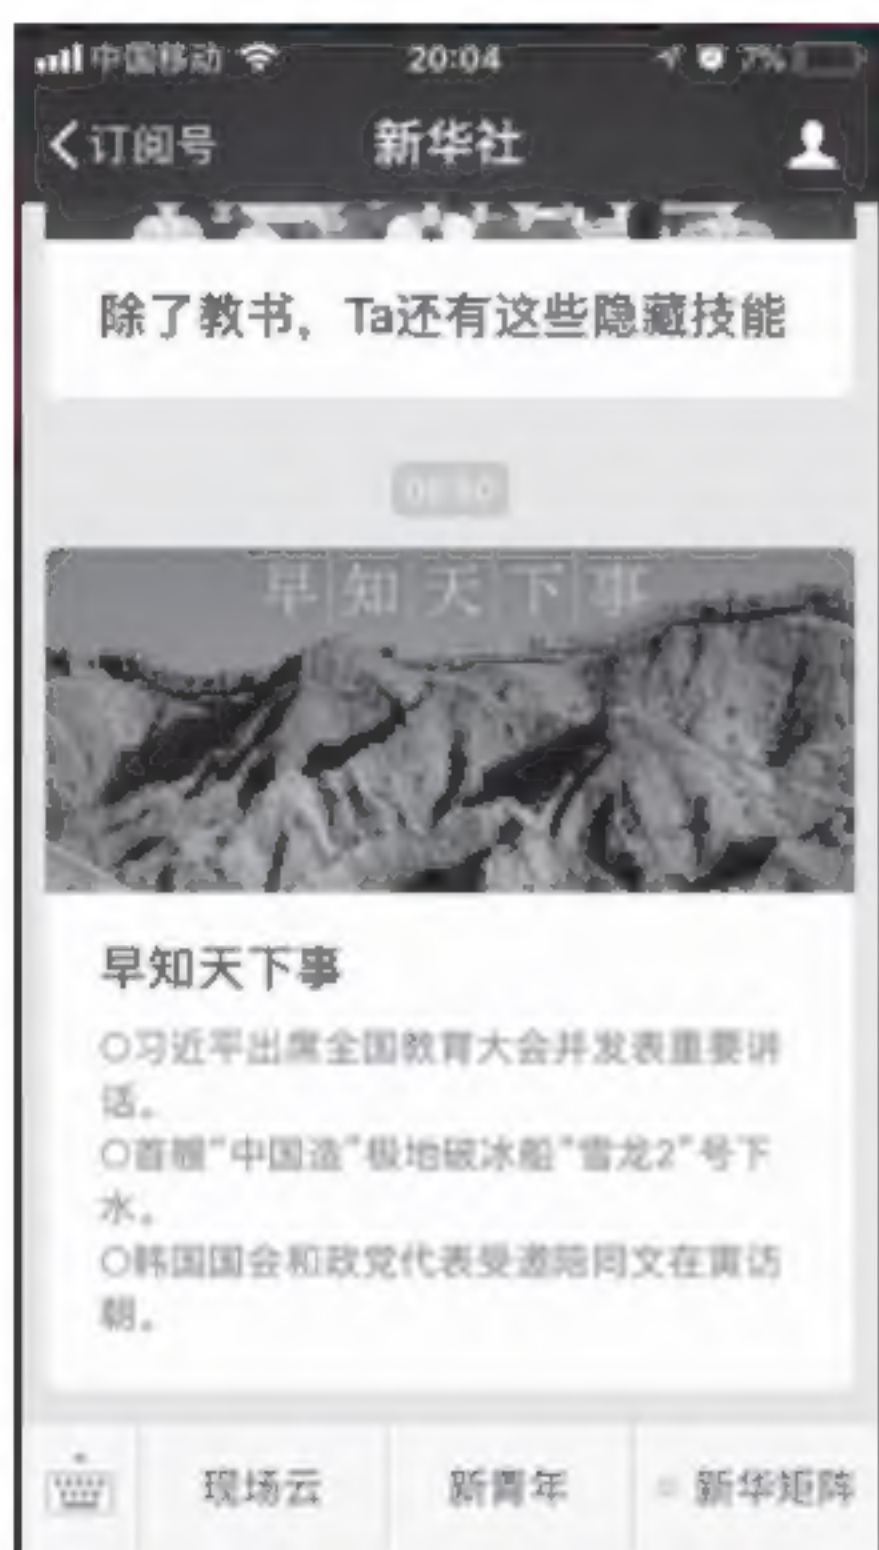 中国移动 20:04 7%
订阅号 新华社
除了教书，Ta还有这些隐藏技能
早知天下事
早知天下事
○习近平出席全国教育大会并发表重要讲
话。
○首艘“中国造”极地破冰船“雪龙2”号下
水。
○韩国国会和政党代表受邀陪同文在寅访
朝。
现场云 新青年 新华矩阵